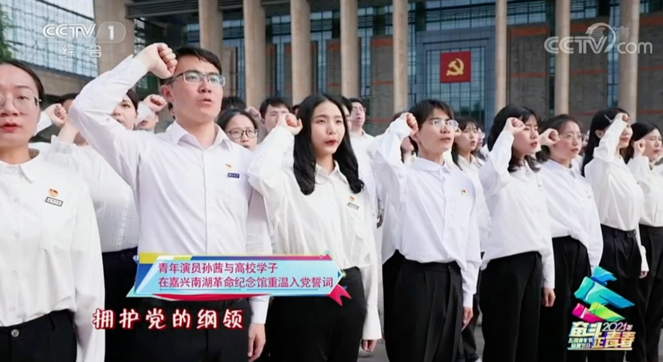 CCTV 1
综合
CCTV.com
青年演员孙茜与高校学子
在嘉兴南湖革命纪念馆重温入党誓词
拥护党的纲领
奋斗
2021年
正青春